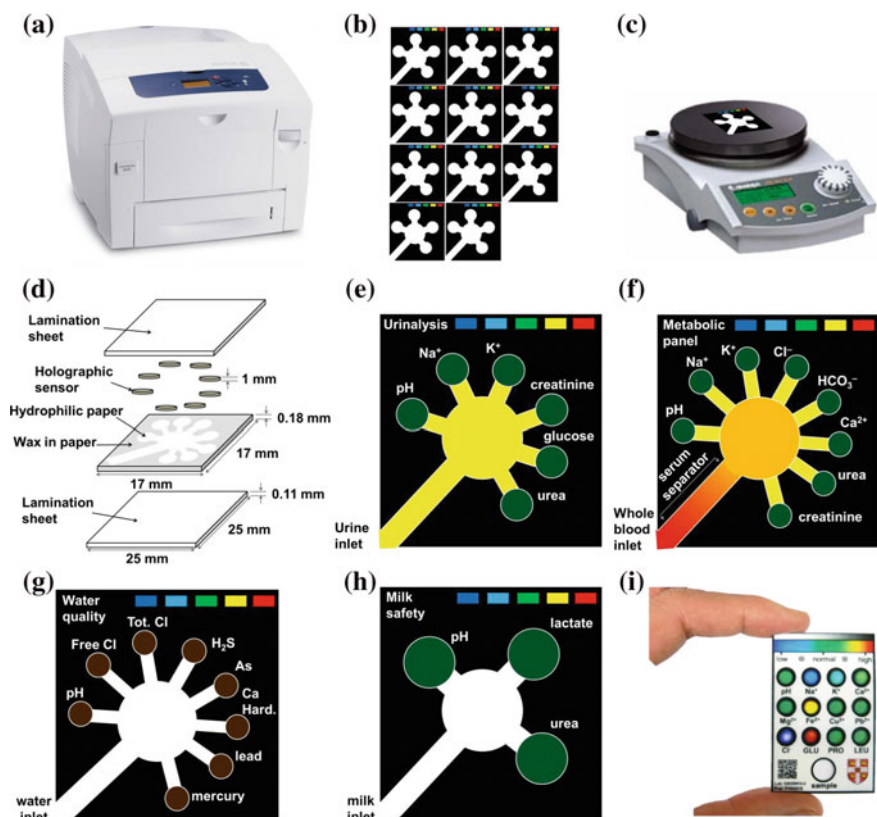 (a)
(b)
(c)
(d)
Lamination
sheet
Holographic
sensor
1 mm
Hydrophilic paper
0.18 mm
Wax in paper
17 mm
17 mm
Lamination
sheet
0.11 mm
25 mm
25 mm
(e)
Urinalysis
Na⁺
K⁺
pH
creatinine
glucose
urea
Urine
inlet
(f)
Metabolic
panel
K⁺
Cl⁻
Na⁺
HCO₃⁻
pH
Ca²⁺
serum
separator
urea
creatinine
Whole
blood
inlet
(g)
Water
quality
Tot. Cl
Free Cl
H₂S
As
pH
Ca
Hard.
lead
mercury
water
inlet
(h)
Milk
safety
lactate
pH
urea
milk
inlet
(i)
low normal high
pH Na⁺ K⁺ Ca²⁺
Mg²⁺ Fe²⁺ Cu²⁺ Pb²⁺
Cl⁻ GLU PRO LEU
sample